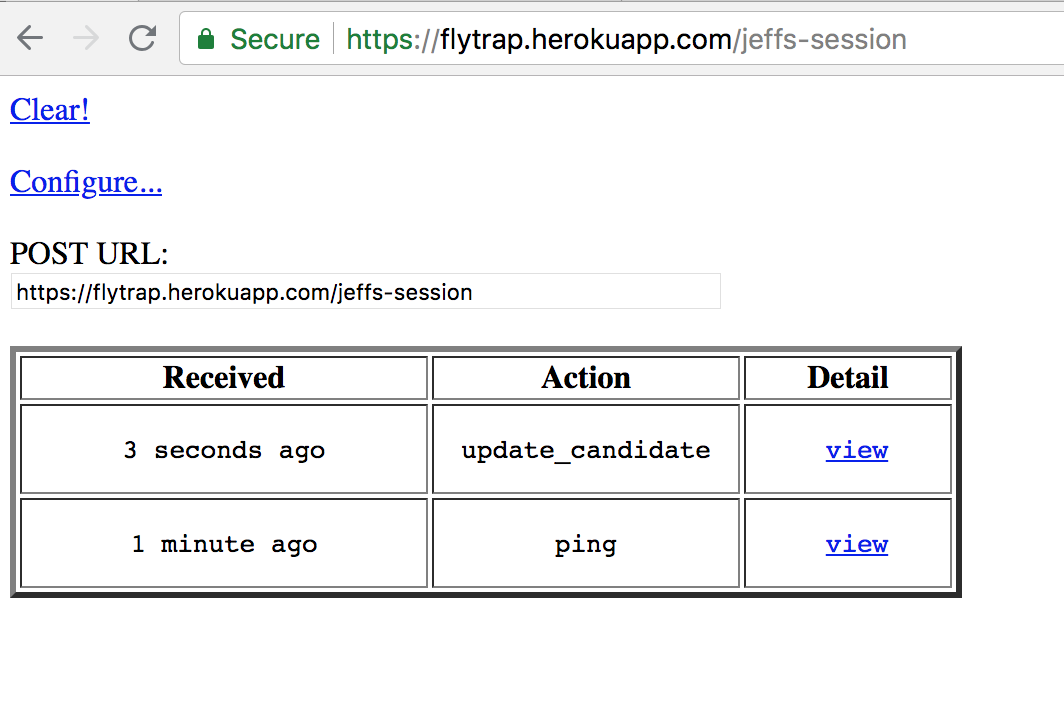 Secure https://flytrap.herokuapp.com/jeffs-session
Clear!
Configure...
POST URL:
https://flytrap.herokuapp.com/jeffs-session
Received Action Detail
3 seconds ago update_candidate view
1 minute ago ping view